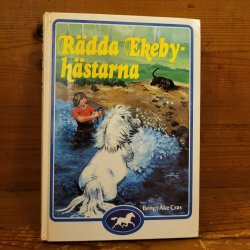 Rädda Ekeby-
hästarna
Bengt-Åke Cras